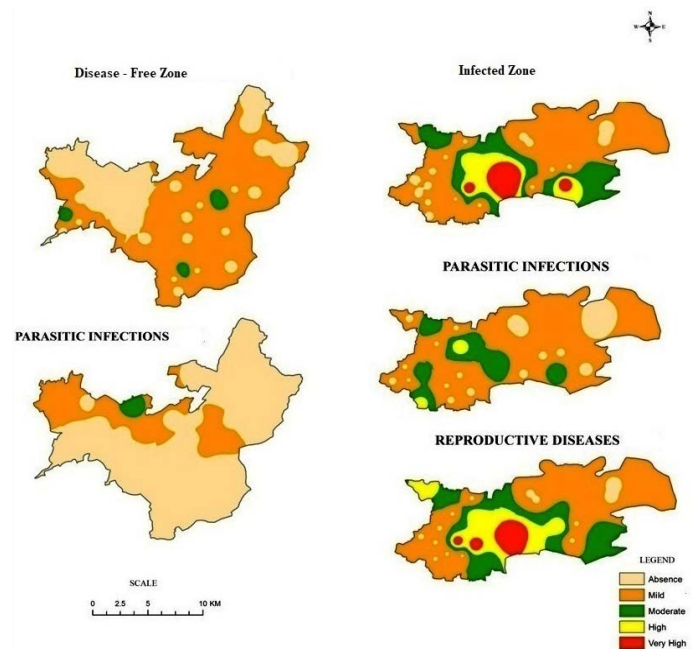 N
W E
S
Disease - Free Zone
Infected Zone
PARASITIC INFECTIONS
PARASITIC INFECTIONS
REPRODUCTIVE DISEASES
SCALE
0 2.5 5 10 KM
LEGEND
Absence
Mild
Moderate
High
Very High